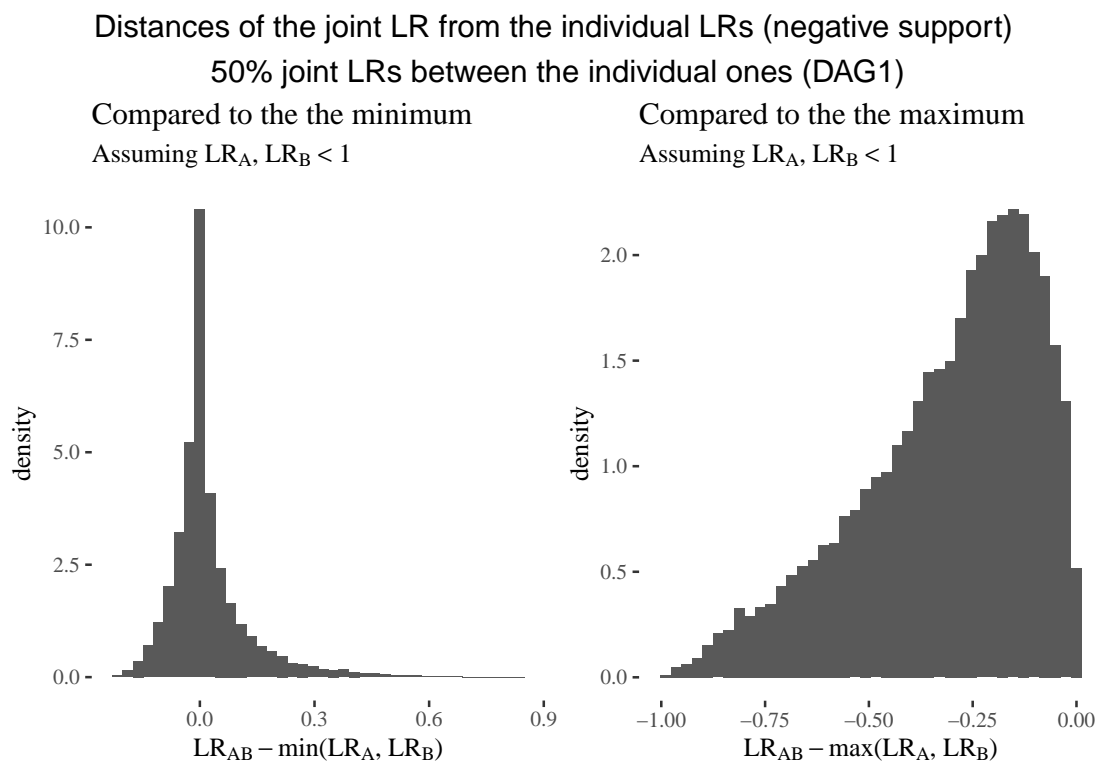 Distances of the joint LR from the individual LRs (negative support)
50% joint LRs between the individual ones (DAG1)
Compared to the the minimum
Assuming LR_A, LR_B < 1
10.0
7.5
5.0
2.5
0.0
density
0.0 0.3 0.6 0.9
LR_AB − min(LR_A, LR_B)
Compared to the the maximum
Assuming LR_A, LR_B < 1
2.0
1.5
1.0
0.5
0.0
density
−1.00 −0.75 −0.50 −0.25 0.00
LR_AB − max(LR_A, LR_B)